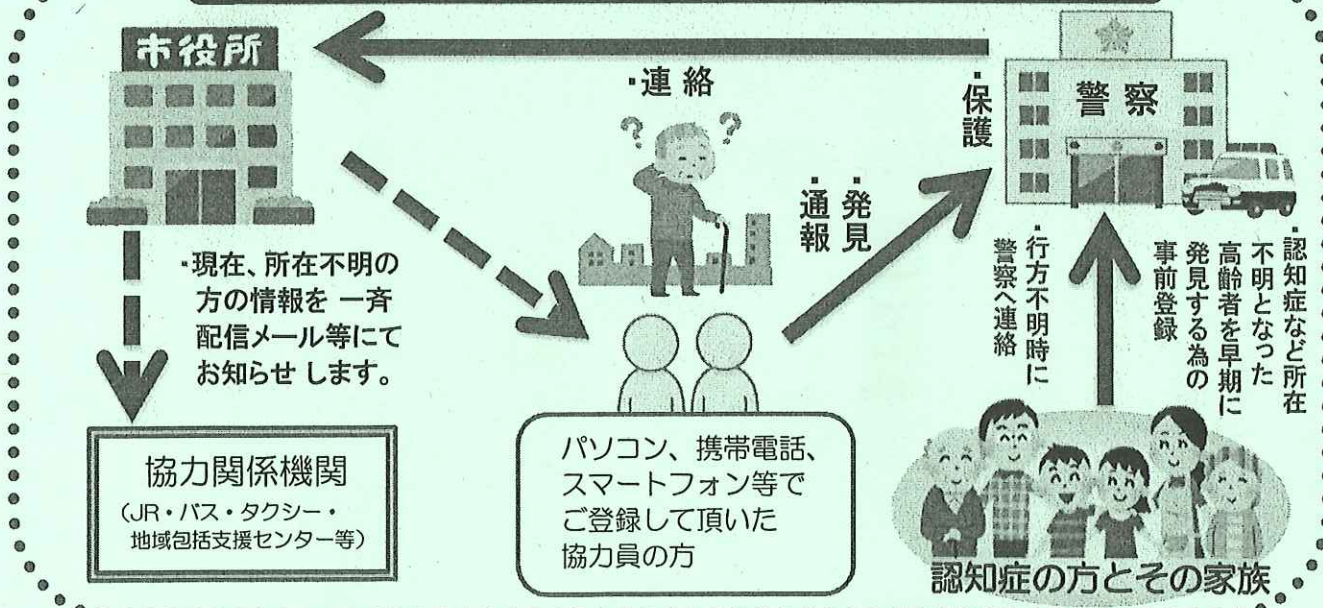 市役所
・連 絡
・保護
警察
・発見
・通報
・現在、所在不明の
方の情報を 一斉
配信メール等にて
お知らせ します。
・行方不明時に
警察へ連絡
・認知症など所在
不明となった
高齢者を早期に
発見する為の
事前登録
協力関係機関
(JR・バス・タクシー・
地域包括支援センター等)
パソコン、携帯電話、
スマートフォン等で
ご登録して頂いた
協力員の方
認知症の方とその家族